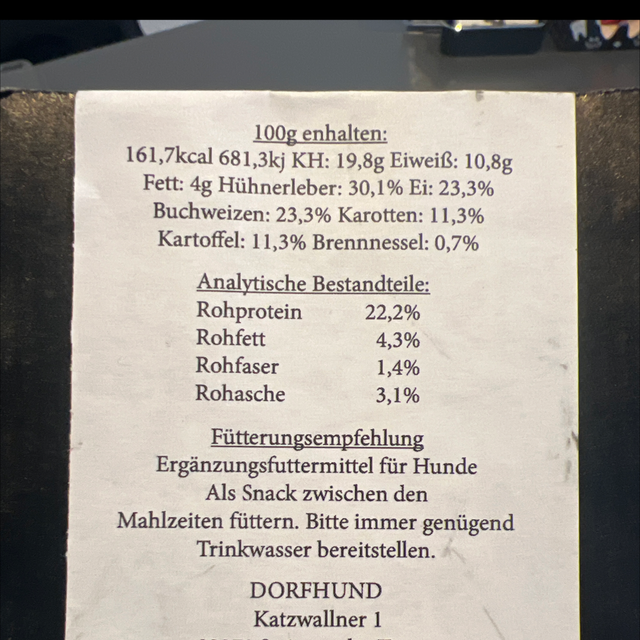 100g enhalten:
161,7kcal 681,3kj KH: 19,8g Eiweiß: 10,8g
Fett: 4g Hühnerleber: 30,1% Ei: 23,3%
Buchweizen: 23,3% Karotten: 11,3%
Kartoffel: 11,3% Brennnessel: 0,7%
Analytische Bestandteile:
Rohprotein 22,2%
Rohfett 4,3%
Rohfaser 1,4%
Rohasche 3,1%
Fütterungsempfehlung
Ergänzungsfuttermittel für Hunde
Als Snack zwischen den
Mahlzeiten füttern. Bitte immer genügend
Trinkwasser bereitstellen.
DORFHUND
Katzwallner 1